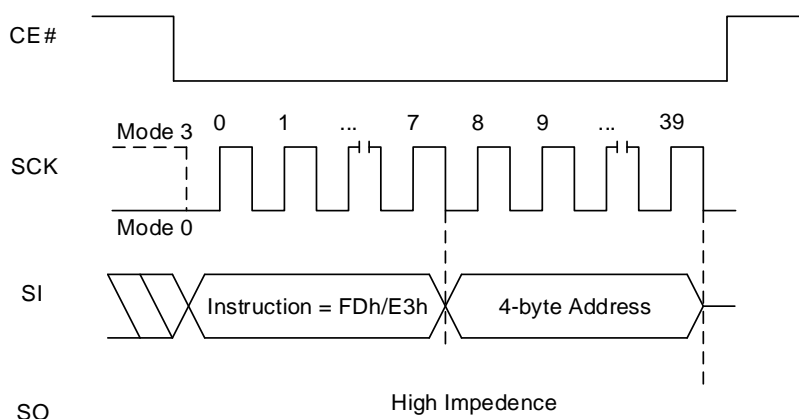 CE#
Mode 3
0 1 ... 7 8 9 ... 39
SCK
Mode 0
SI
Instruction = FDh/E3h
4-byte Address
High Impedence
SO